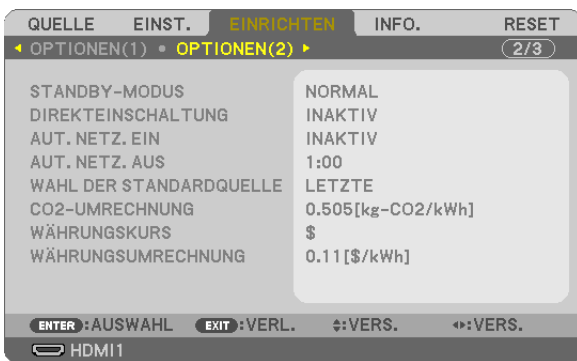 QUELLE EINST. EINRICHTEN INFO. RESET
OPTIONEN(1) OPTIONEN(2) 2/3
STANDBY-MODUS NORMAL
DIREKTEINSCHALTUNG INAKTIV
AUT. NETZ. EIN INAKTIV
AUT. NETZ. AUS 1:00
WAHL DER STANDARDQUELLE LETZTE
CO2-UMRECHNUNG 0.505[kg-CO2/kWh]
WÄHRUNGSKURS $
WÄHRUNGSUMRECHNUNG 0.11[$/kWh]
ENTER :AUSWAHL EXIT :VERL. :VERS. :VERS.
HDMI1